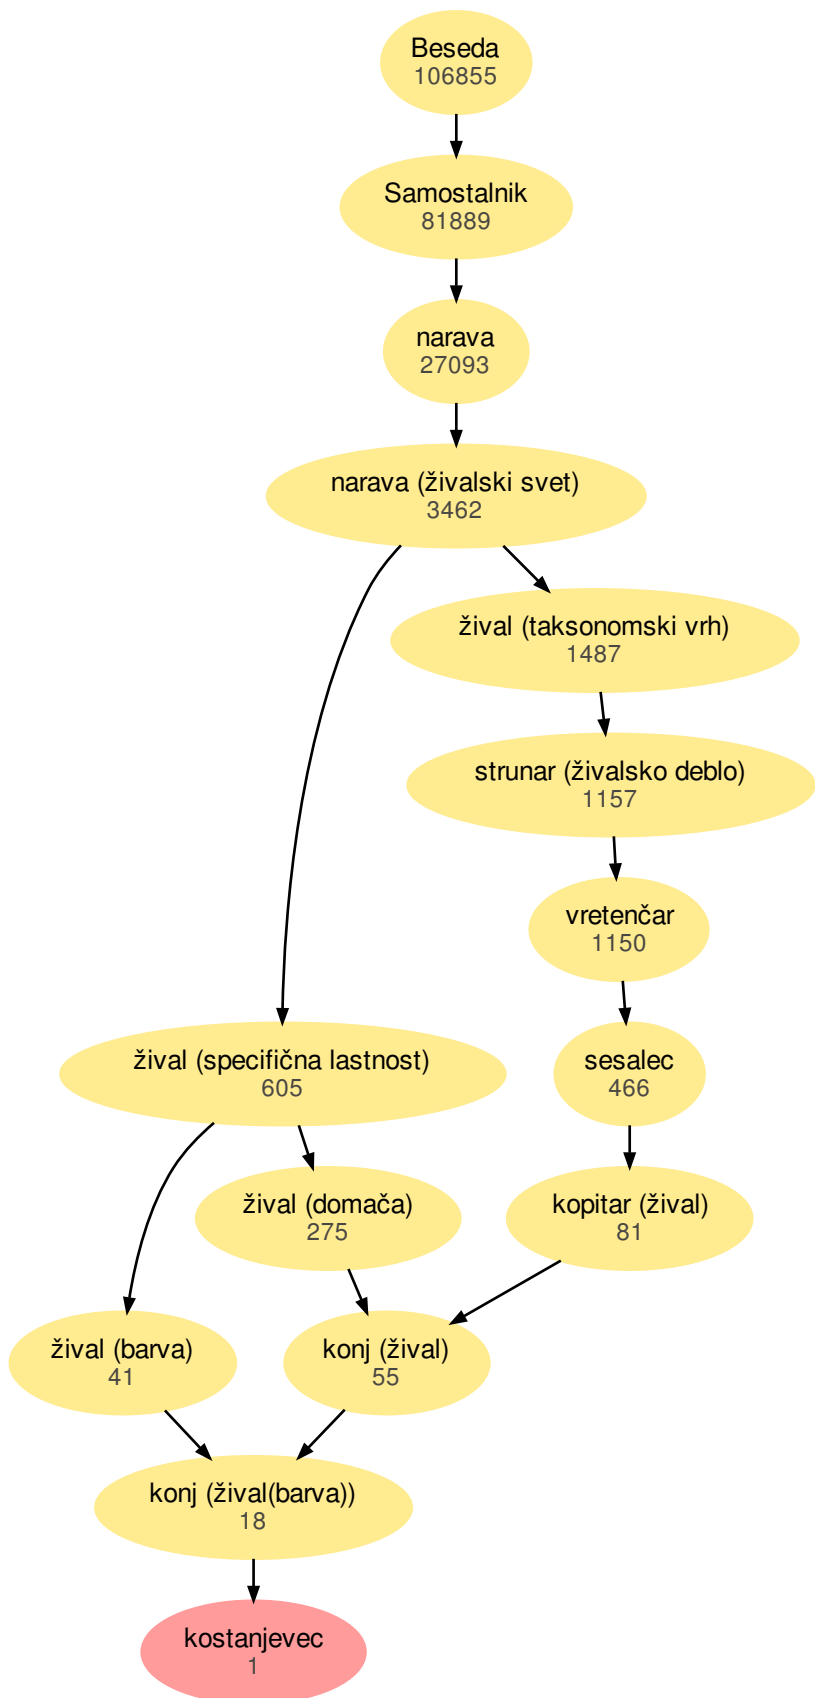 Beseda
106855
Samostalnik
81889
narava
27093
narava (živalski svet)
3462
žival (taksonomski vrh)
1487
strunar (živalsko deblo)
1157
vretenčar
1150
žival (specifična lastnost)
605
sesalec
466
žival (domača)
275
kopitar (žival)
81
žival (barva)
41
konj (žival)
55
konj (žival(barva))
18
kostanjevec
1